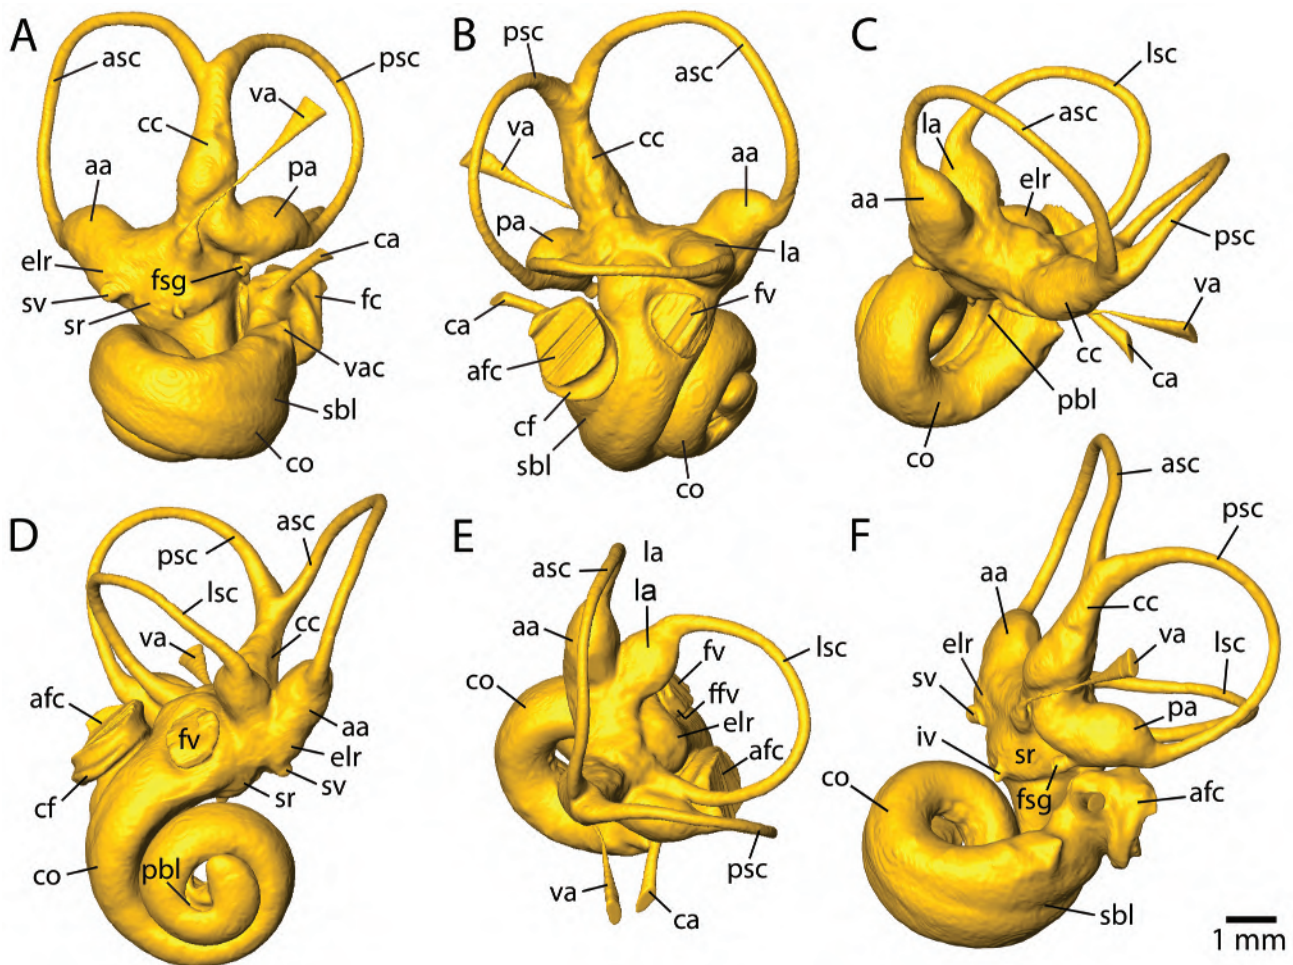 A
asc
psc
va
cc
aa
pa
ca
elr
fsg
sv
fc
sr
vac
sbl
co
B
psc
asc
va
cc
aa
pa
la
fv
ca
afc
cf
sbl
co
C
lsc
asc
la
elr
aa
psc
va
cc
ca
pbl
co
D
asc
psc
lsc
va
cc
afc
aa
fv
elr
sv
cf
sr
co
pbl
E
asc
la
la
aa
fv
lsc
co
ffv
elr
afc
psc
va
ca
F
asc
psc
aa
cc
elr
va
lsc
sv
pa
iv
sr
co
fsg
afc
sbl
1 mm